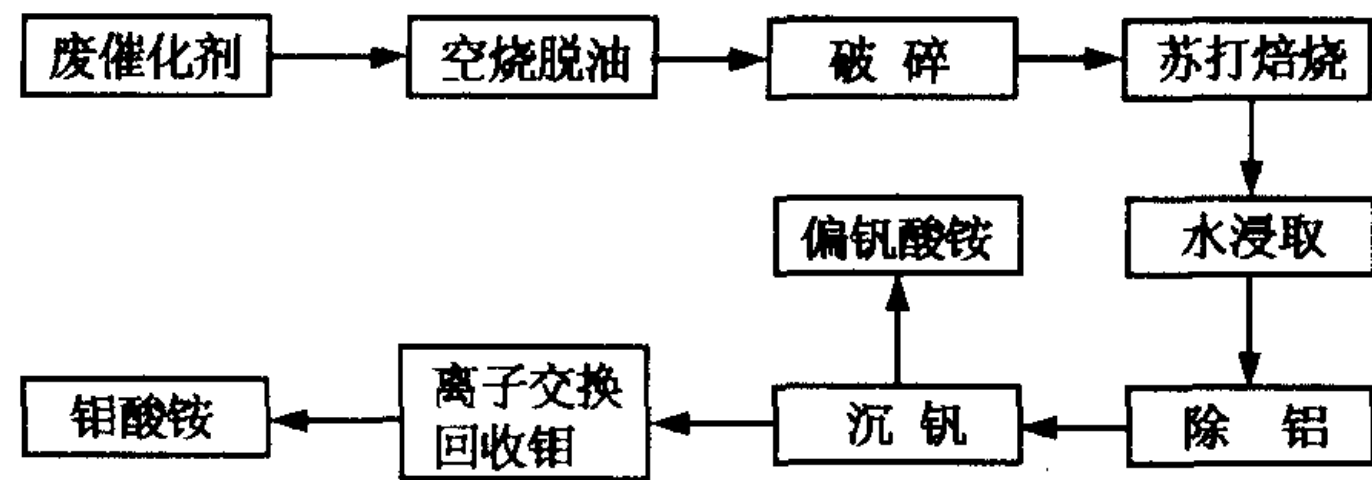 废催化剂
空烧脱油
破碎
苏打焙烧
偏钒酸铵
水浸取
钼酸铵
离子交换
回收钼
沉钒
除铝